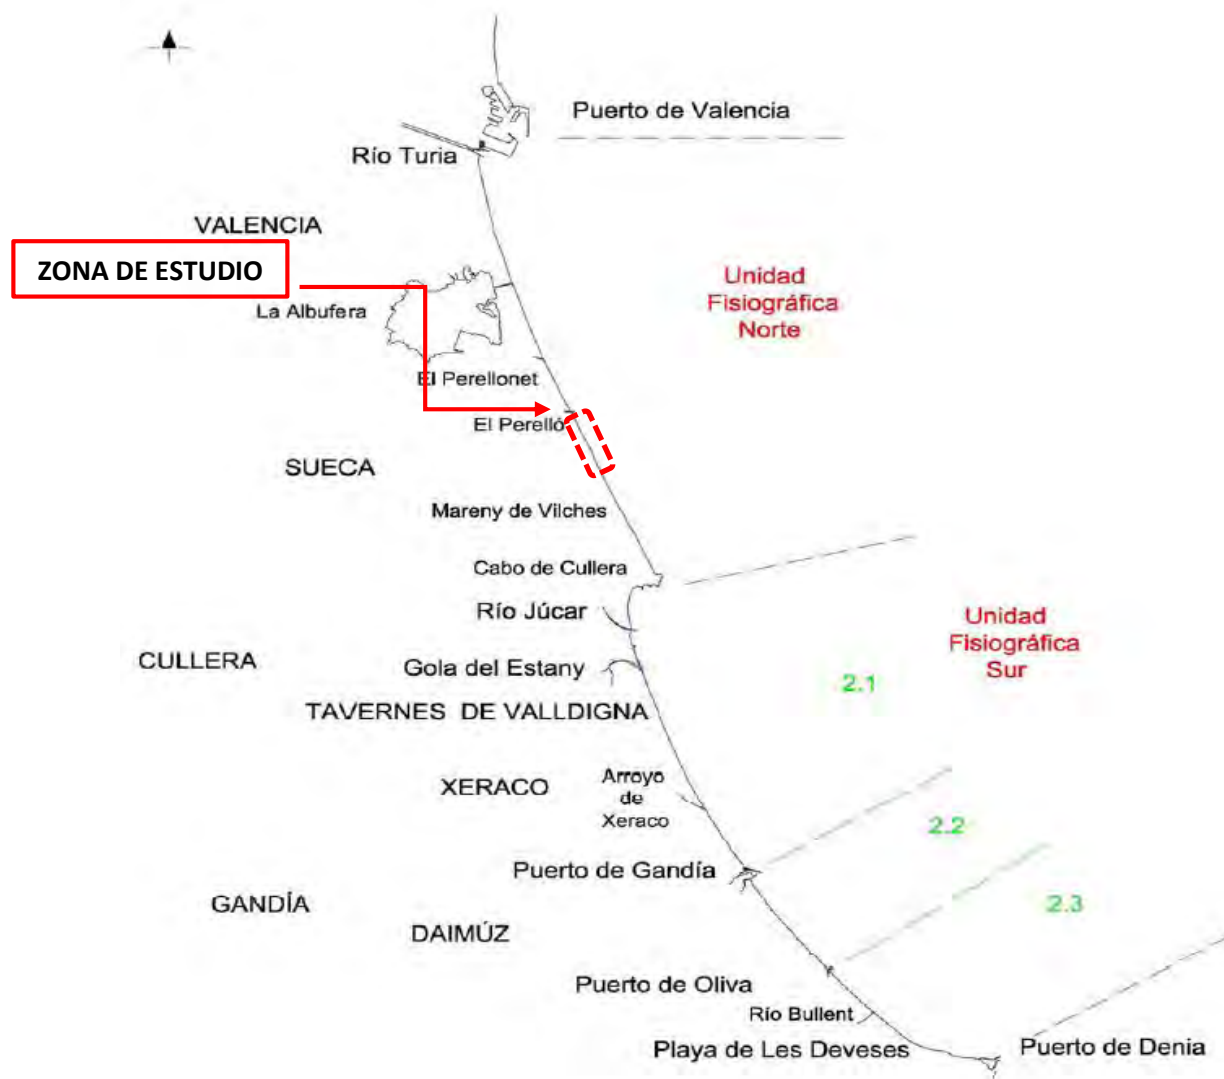 Puerto de Valencia
Río Turia
VALENCIA
ZONA DE ESTUDIO
Unidad
Fisiográfica
Norte
La Albufera
El Perellonet
El Perelló
SUECA
Mareny de Vilches
Cabo de Cullera
Río Júcar
Unidad
Fisiográfica
Sur
CULLERA
Gola del Estany
2.1
TAVERNES DE VALLDIGNA
XERACO
Arroyo
de
Xeraco
2.2
Puerto de Gandía
GANDÍA
2.3
DAIMÚZ
Puerto de Oliva
Río Bullent
Playa de Les Deveses
Puerto de Denia